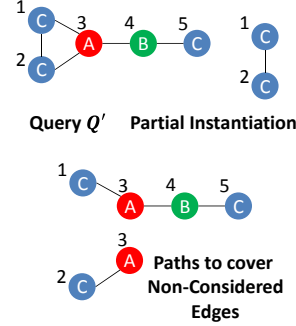 1 3 4 5 1
C A B C C
2 2
C C
Query Q′ Partial Instantiation
1 3 4 5
C A B C
3
2 A Paths to cover
C Non-Considered
Edges